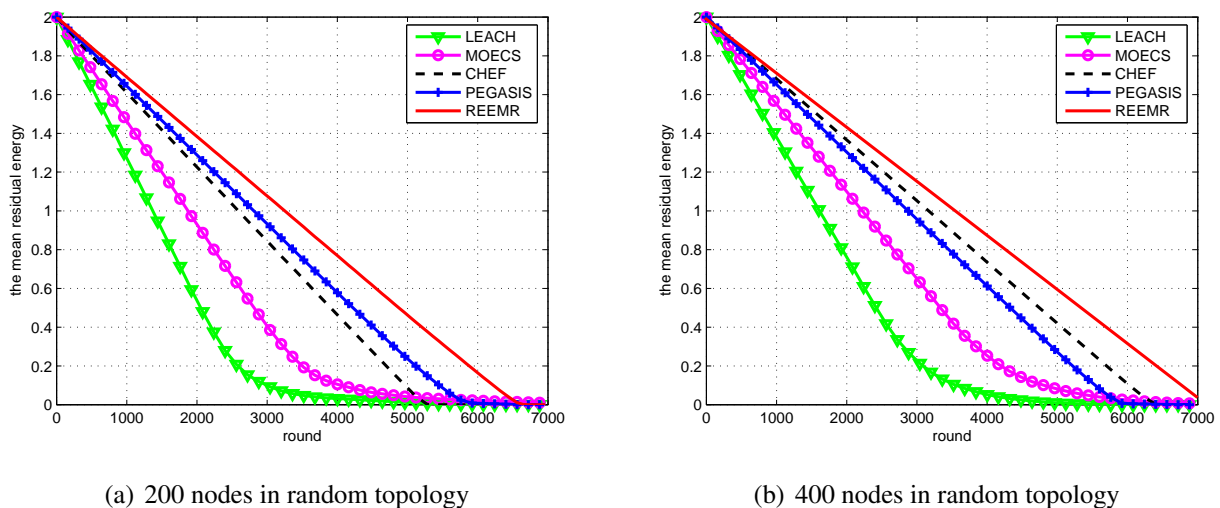 2
1.8
1.6
1.4
1.2
1
0.8
0.6
0.4
0.2
0
the mean residual energy
0 1000 2000 3000 4000 5000 6000 7000
round
LEACH
MOECS
CHEF
PEGASIS
REEMR
(a) 200 nodes in random topology
2
1.8
1.6
1.4
1.2
1
0.8
0.6
0.4
0.2
0
the mean residual energy
0 1000 2000 3000 4000 5000 6000 7000
round
LEACH
MOECS
CHEF
PEGASIS
REEMR
(b) 400 nodes in random topology